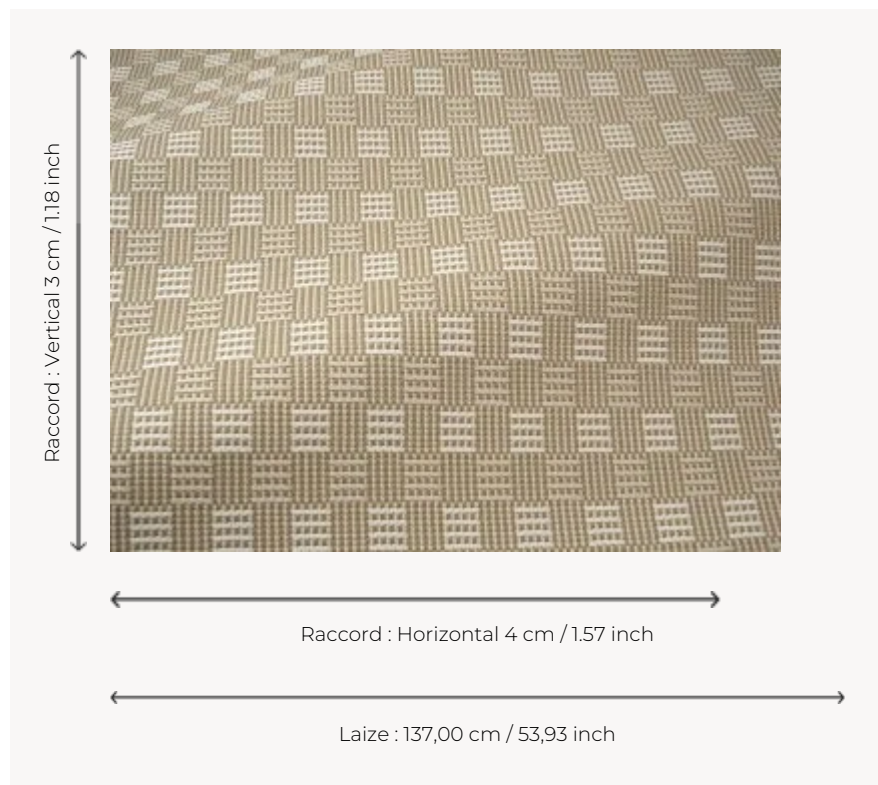 Raccord : Vertical 3 cm / 1.18 inch
Raccord : Horizontal 4 cm / 1.57 inch
Laize : 137,00 cm / 53,93 inch